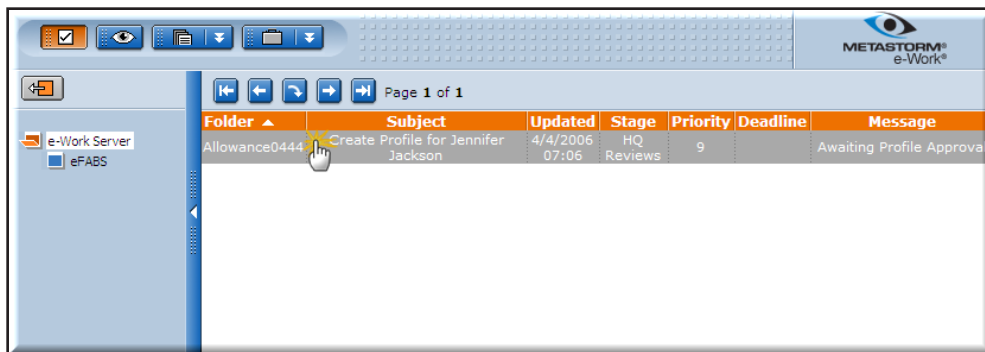 METASTORM®
e-Work®
Page 1 of 1
e-Work Server
eFABS
Folder Subject Updated Stage Priority Deadline Message
Allowance0444 Create Profile for Jennifer Jackson 4/4/2006 07:06 HQ Reviews 9 Awaiting Profile Approval